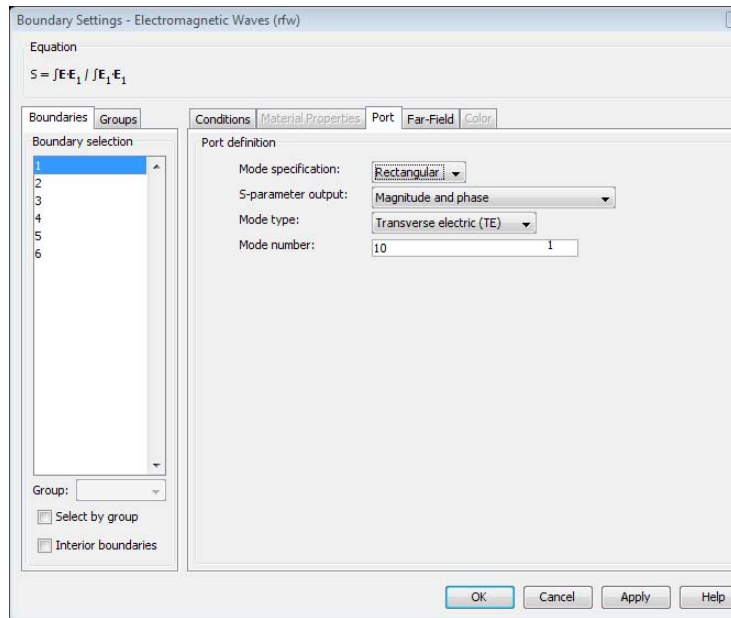 Boundary Settings - Electromagnetic Waves (rfw)
Equation
S = ∫E·E1 / ∫E1·E1
Boundaries Groups
Conditions Material Properties Port Far-Field Color
Boundary selection
Port definition
1
2
3
4
5
6
Mode specification: Rectangular
S-parameter output: Magnitude and phase
Mode type: Transverse electric (TE)
Mode number: 10 1
Group:
Select by group
Interior boundaries
OK Cancel Apply Help